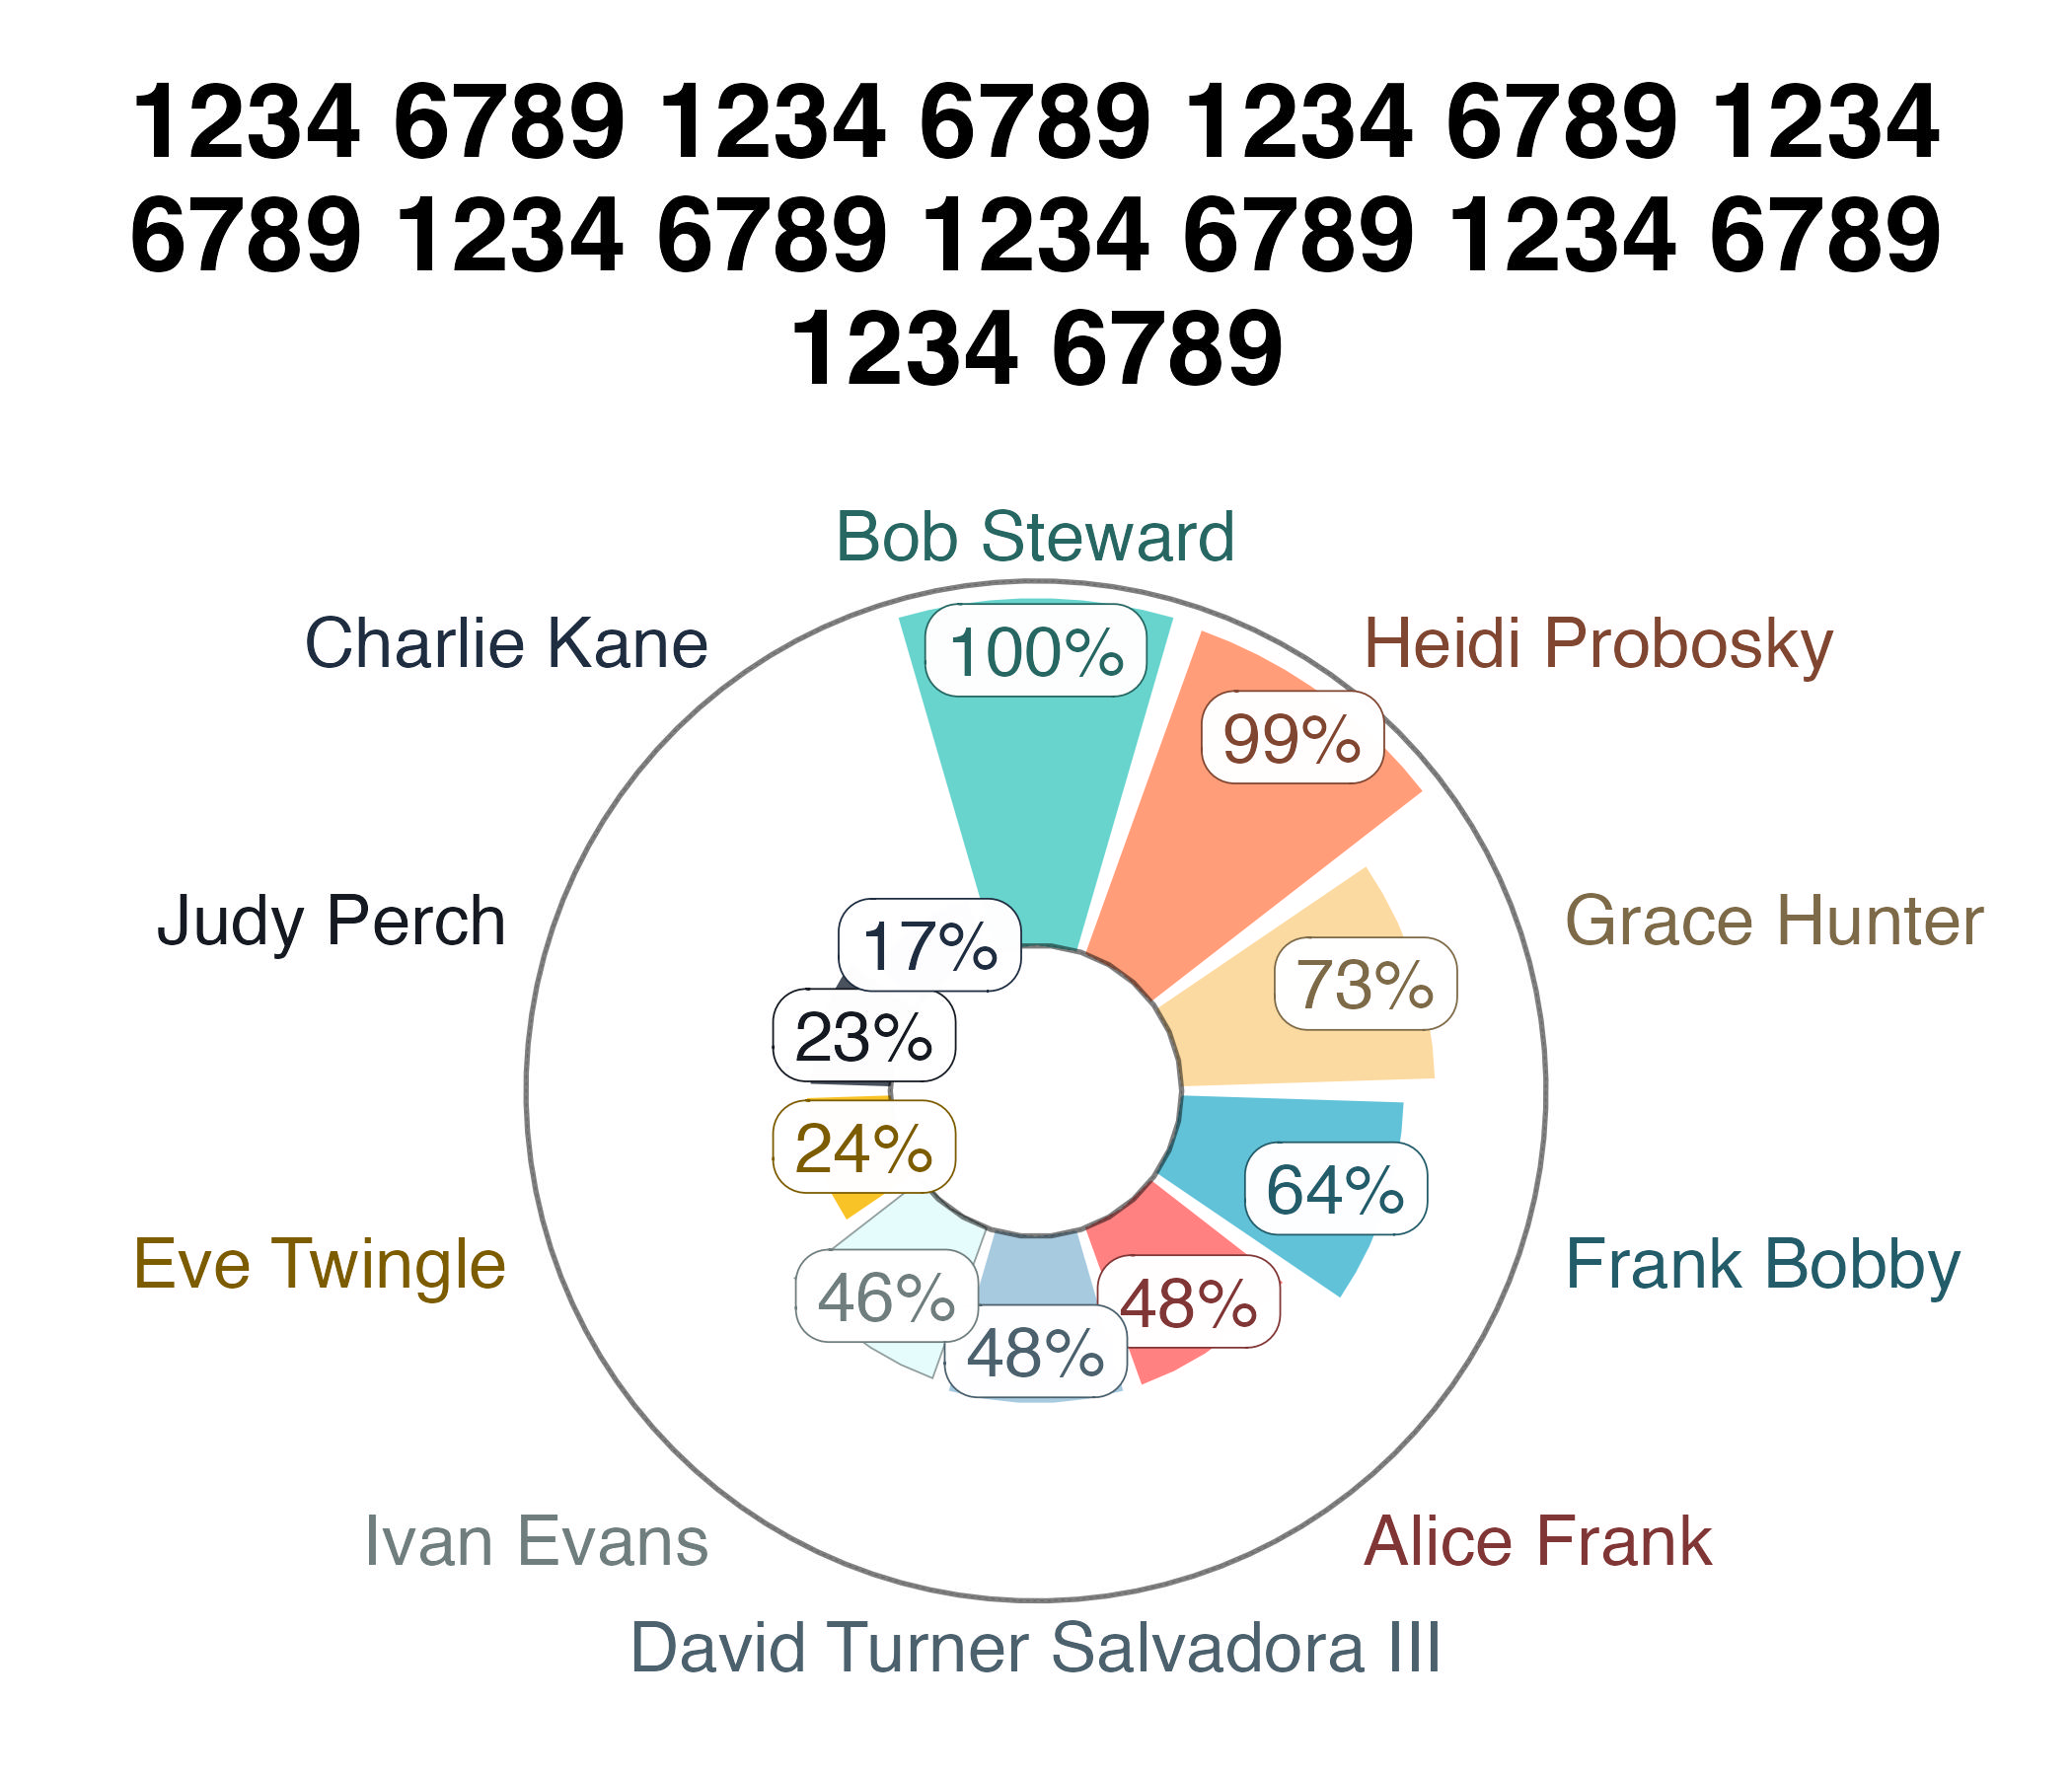 1234 6789 1234 6789 1234 6789 1234
6789 1234 6789 1234 6789 1234 6789
1234 6789
Bob Steward
Charlie Kane
Heidi Probosky
100%
99%
Judy Perch
Grace Hunter
17%
73%
23%
24%
64%
Eve Twingle
Frank Bobby
46%
48%
48%
Ivan Evans
Alice Frank
David Turner Salvadora III